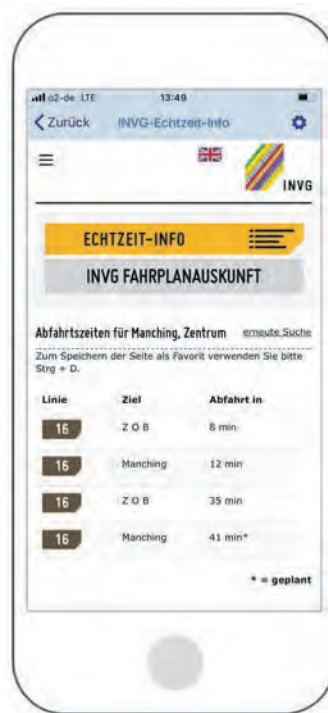 o2-de LTE 13:49
Zurück INVG-Echtzeit-Info
INVG
ECHTZEIT-INFO
INVG FAHRPLANAUSKUNFT
Abfahrtszeiten für Manching, Zentrum erneute Suche
Zum Speichern der Seite als Favorit verwenden Sie bitte
Strg + D.
Linie Ziel Abfahrt in
16 Z O B 8 min
16 Manching 12 min
16 Z O B 35 min
16 Manching 41 min*
* = geplant